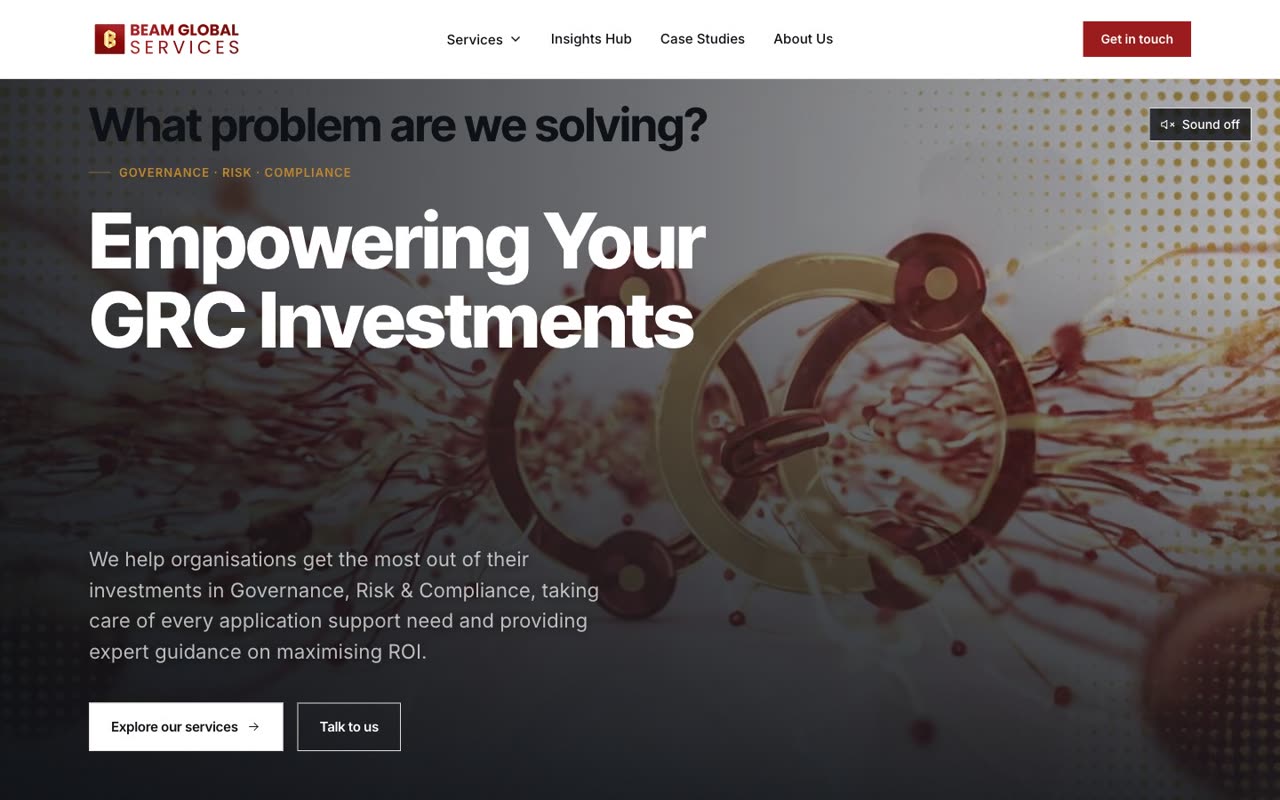 BEAM GLOBAL
SERVICES
Services
Insights Hub
Case Studies
About Us
Get in touch
What problem are we solving?
Sound off
GOVERNANCE · RISK · COMPLIANCE
Empowering Your
GRC Investments
We help organisations get the most out of their
investments in Governance, Risk & Compliance, taking
care of every application support need and providing
expert guidance on maximising ROI.
Explore our services →
Talk to us